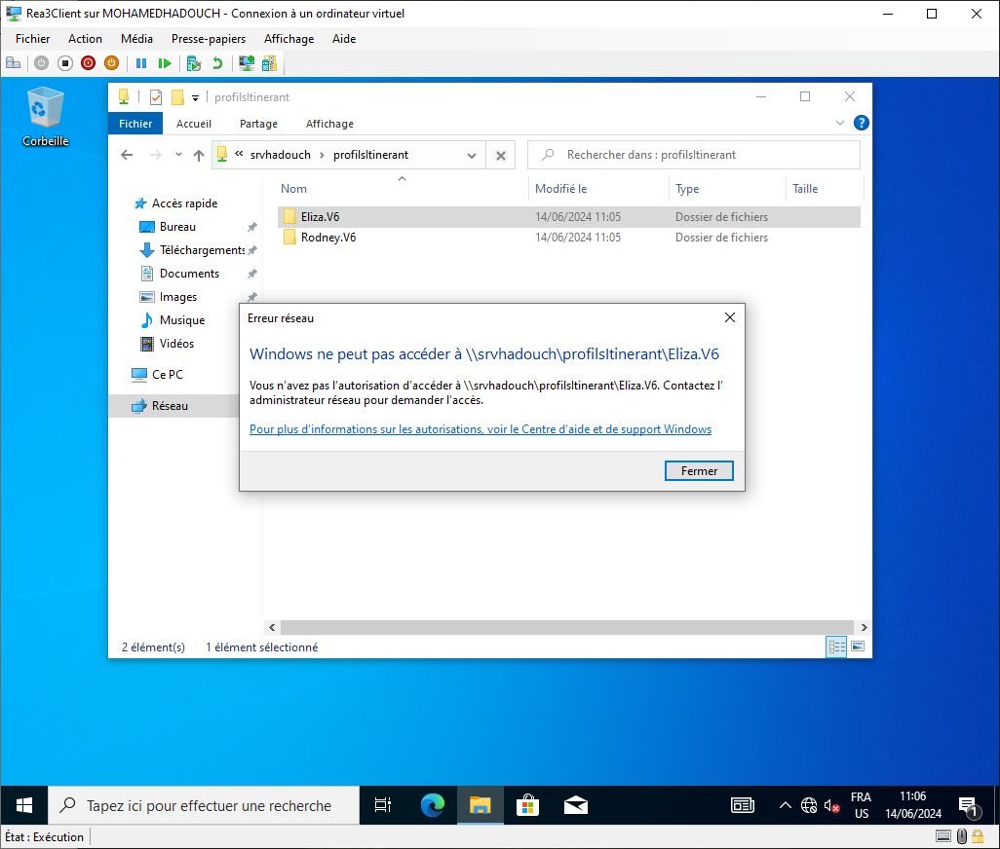 Rea3Client sur MOHAMEDHADOUCH - Connexion à un ordinateur virtuel
Fichier Action Média Presse-papiers Affichage Aide
Corbeille
profilsItinerant
Fichier Accueil Partage Affichage
« srvhadouch › profilsItinerant
Rechercher dans : profilsItinerant
Nom Modifié le Type Taille
Accès rapide
Bureau
Téléchargements
Documents
Images
Musique
Vidéos
Ce PC
Réseau
Eliza.V6 14/06/2024 11:05 Dossier de fichiers
Rodney.V6 14/06/2024 11:05 Dossier de fichiers
Erreur réseau
Windows ne peut pas accéder à \\srvhadouch\profilsItinerant\Eliza.V6
Vous n’avez pas l’autorisation d’accéder à \\srvhadouch\profilsItinerant\Eliza.V6. Contactez l’
administrateur réseau pour demander l’accès.
Pour plus d’informations sur les autorisations, voir le Centre d’aide et de support Windows
Fermer
2 élément(s) 1 élément sélectionné
Tapez ici pour effectuer une recherche
FRA
US
11:06
14/06/2024
1
État : Exécution